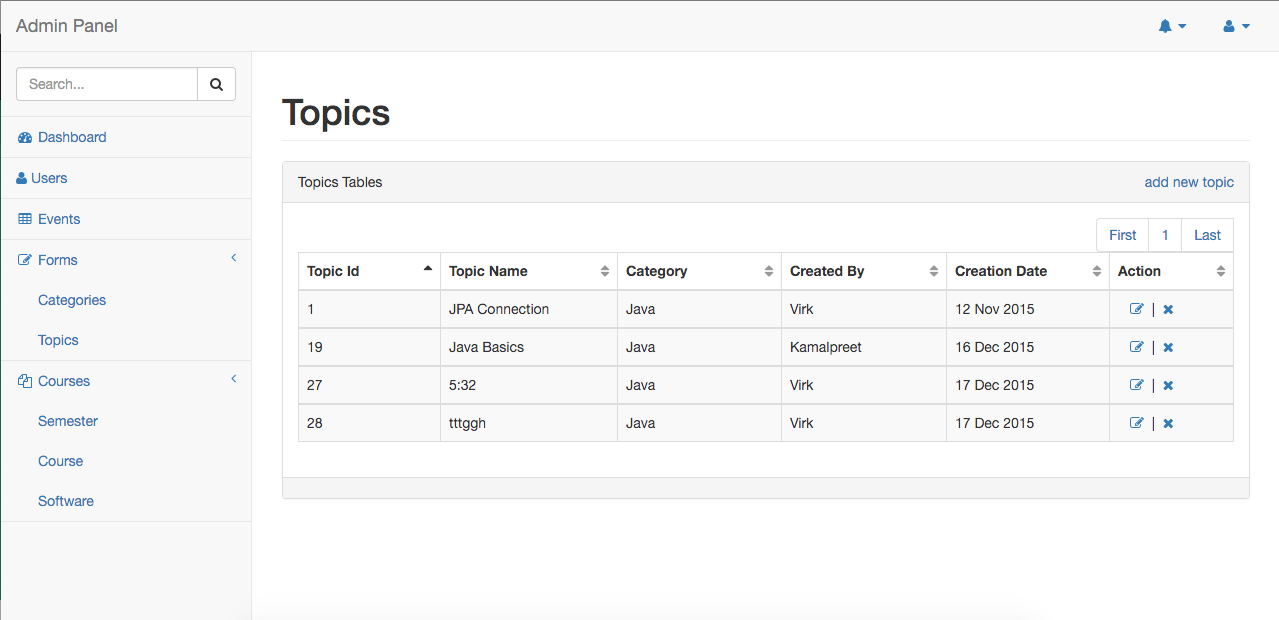 Admin Panel
Search...
Dashboard
Users
Events
Forms
Categories
Topics
Courses
Semester
Course
Software
Topics
Topics Tables add new topic
First 1 Last
Topic Id Topic Name Category Created By Creation Date Action
1 JPA Connection Java Virk 12 Nov 2015 |
19 Java Basics Java Kamalpreet 16 Dec 2015 |
27 5:32 Java Virk 17 Dec 2015 |
28 tttggh Java Virk 17 Dec 2015 |